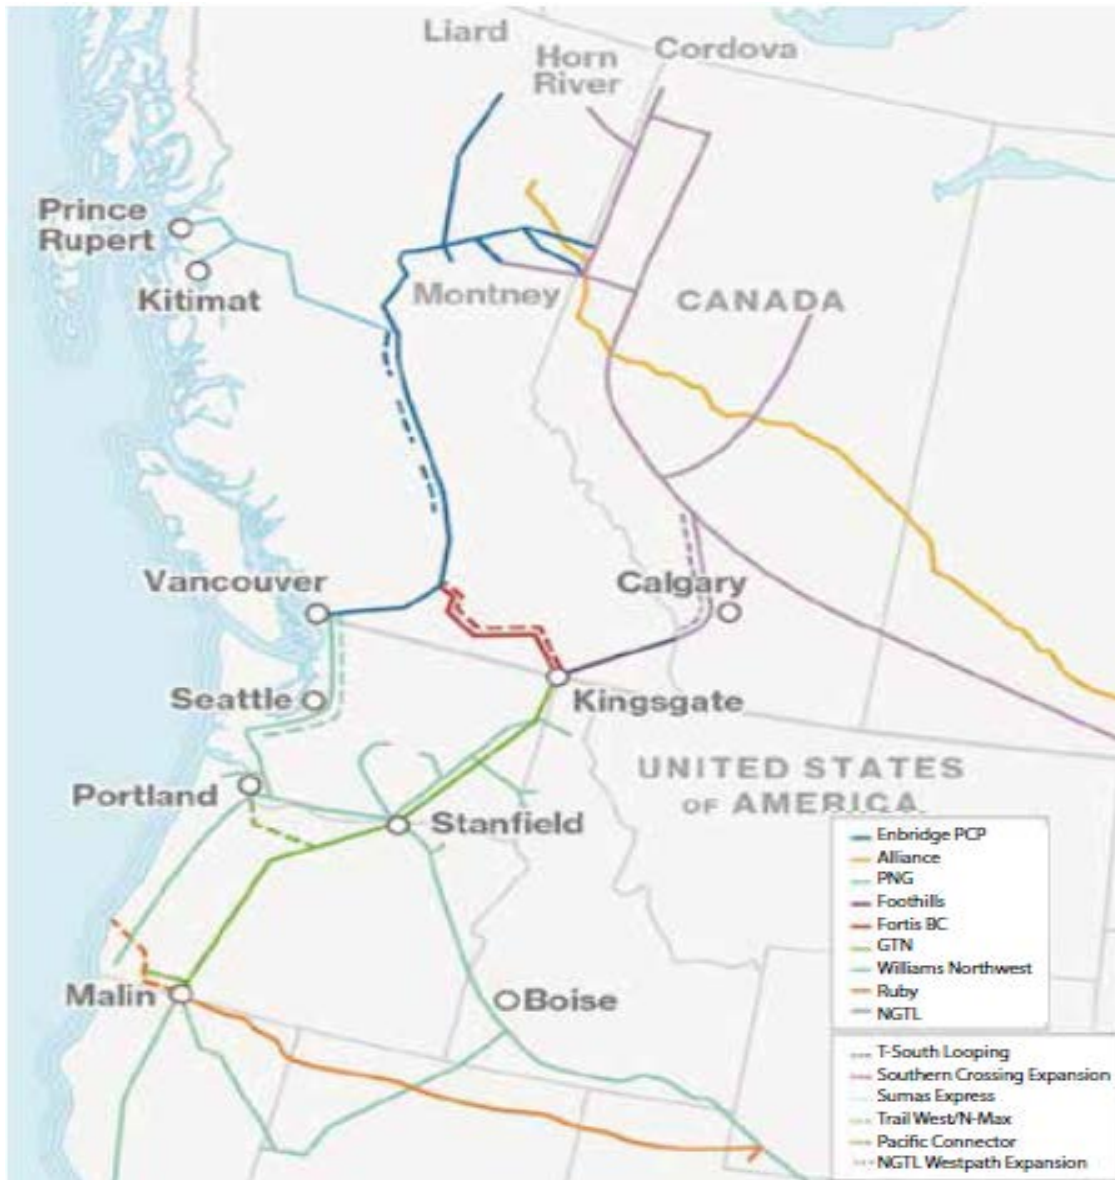 Liard
Horn
River
Cordova
Prince
Rupert
Kitimat
Montney
CANADA
Vancouver
Calgary
Seattle
Kingsgate
UNITED STATES
OF AMERICA
Portland
Stanfield
Malin
Boise
Enbridge PCP
Alliance
PNG
Foothills
Fortis BC
GTN
Williams Northwest
Ruby
NGTL
T-South Looping
Southern Crossing Expansion
Sumas Express
Trail West/N-Max
Pacific Connector
NGTL Westpath Expansion